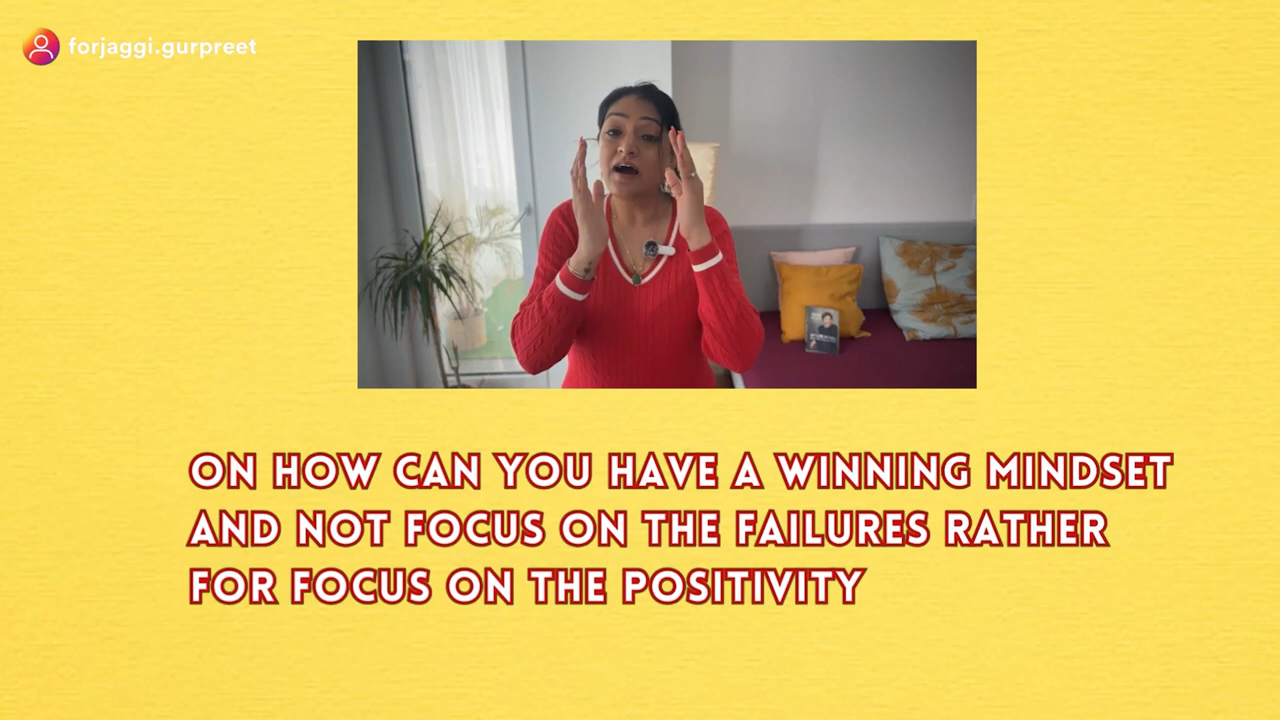 forjaggi.gurpreet
ON HOW CAN YOU HAVE A WINNING MINDSET
AND NOT FOCUS ON THE FAILURES RATHER
FOR FOCUS ON THE POSITIVITY